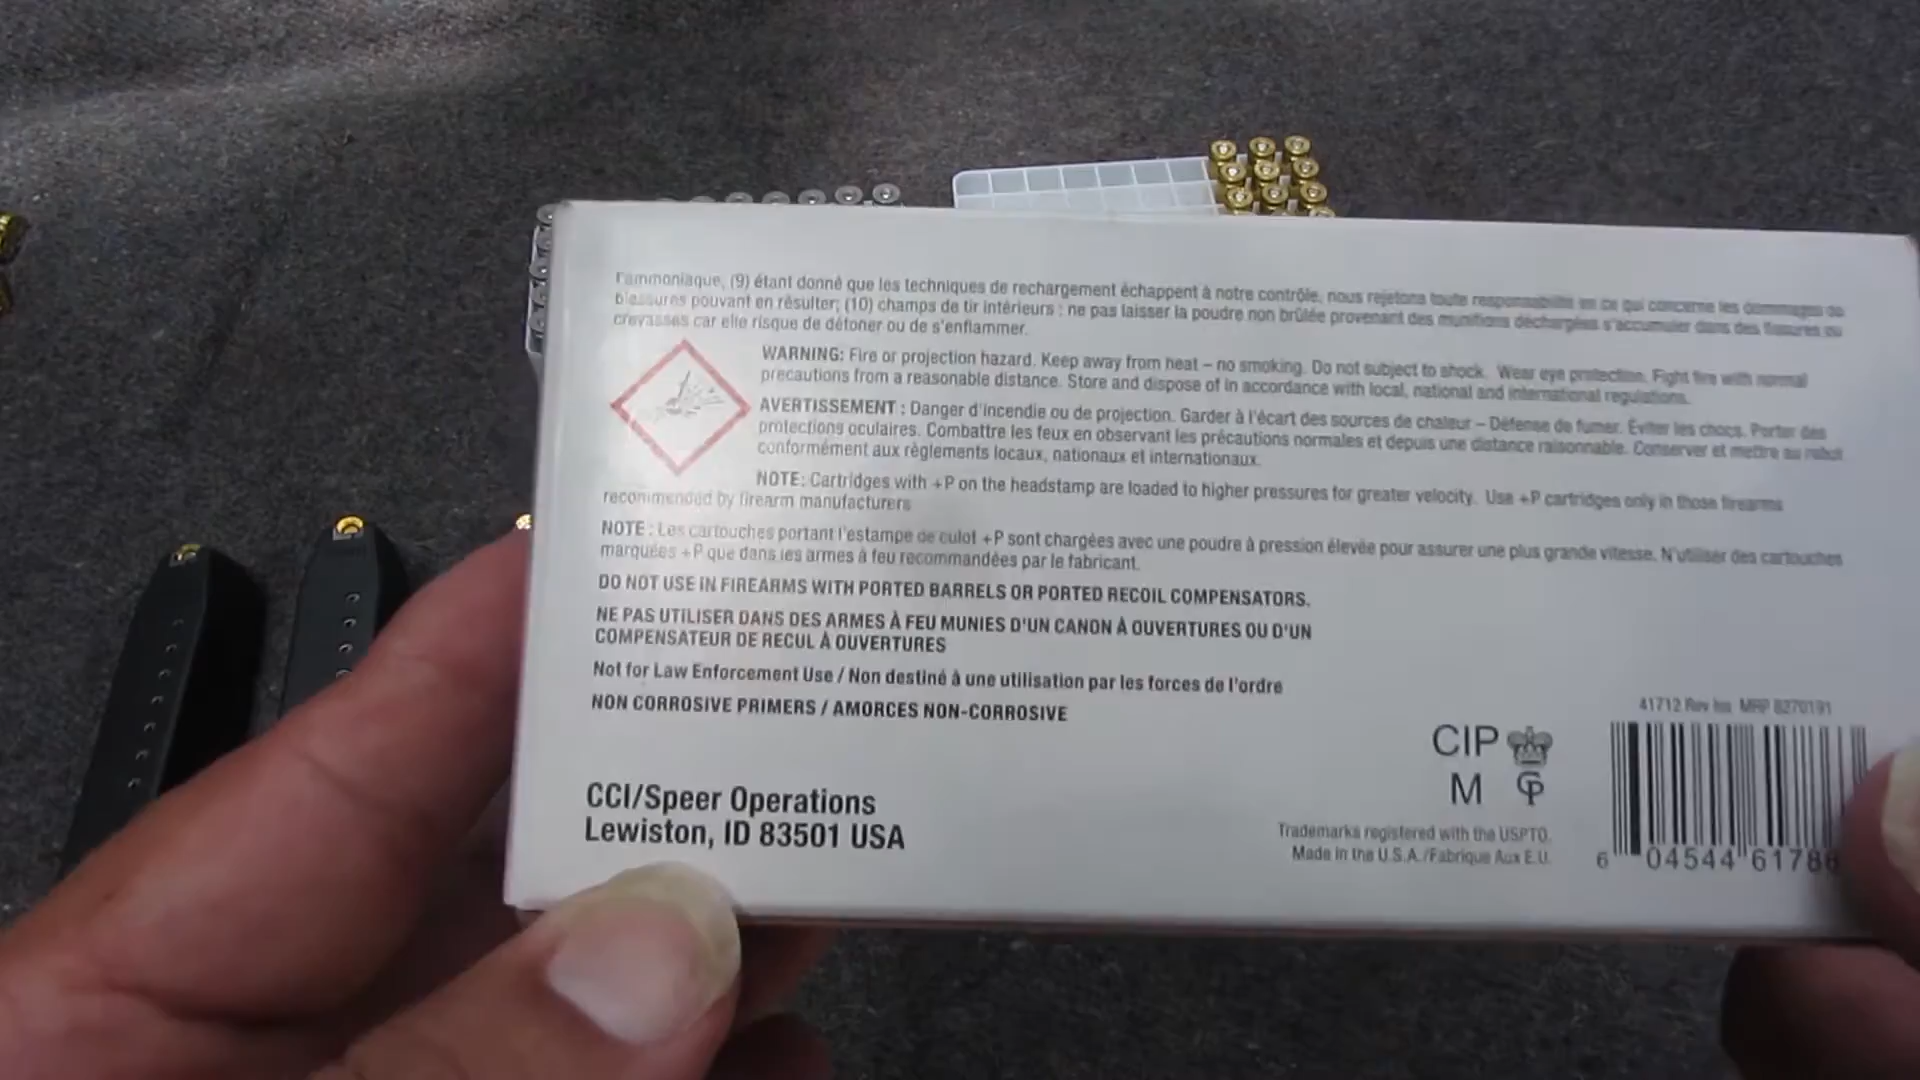 l'ammoniaque, (9) étant donné que les techniques de rechargement échappent à notre contrôle, nous rejetons toute responsabilité en ce qui concerne les dommages ou
blessures pouvant en résulter; (10) champs de tir intérieurs : ne pas laisser la poudre non brûlée provenant des munitions déchargées s'accumuler dans des fissures ou
crevasses car elle risque de détoner ou de s'enflammer.
WARNING: Fire or projection hazard. Keep away from heat – no smoking. Do not subject to shock. Wear eye protection. Fight fire with normal
precautions from a reasonable distance. Store and dispose of in accordance with local, national and international regulations.
AVERTISSEMENT : Danger d'incendie ou de projection. Garder à l'écart des sources de chaleur – Défense de fumer. Éviter les chocs. Porter des
protections oculaires. Combattre les feux en observant les précautions normales et depuis une distance raisonnable. Conserver et mettre au rebut
conformément aux règlements locaux, nationaux et internationaux.
NOTE: Cartridges with +P on the headstamp are loaded to higher pressures for greater velocity. Use +P cartridges only in those firearms
recommended by firearm manufacturers
NOTE : Les cartouches portant l'estampe de culot +P sont chargées avec une poudre à pression élevée pour assurer une plus grande vitesse. N'utiliser des cartouches
marquées +P que dans les armes à feu recommandées par le fabricant.
DO NOT USE IN FIREARMS WITH PORTED BARRELS OR PORTED RECOIL COMPENSATORS.
NE PAS UTILISER DANS DES ARMES À FEU MUNIES D'UN CANON À OUVERTURES OU D'UN
COMPENSATEUR DE RECUL À OUVERTURES
Not for Law Enforcement Use / Non destiné à une utilisation par les forces de l'ordre
NON CORROSIVE PRIMERS / AMORCES NON-CORROSIVE
41712 Rev Iss MRP 8270191
CIP
M GP
CCI/Speer Operations
Lewiston, ID 83501 USA
Trademarks registered with the USPTO.
Made in the U.S.A./Fabriqué Aux E.U.
6 04544 61786